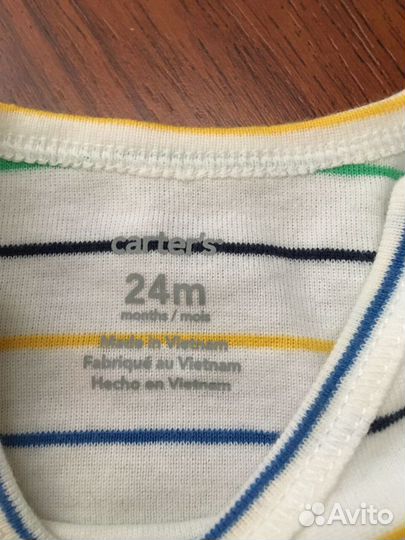 carter's
24m
months / mois
Made in Vietnam
Fabriqué au Vietnam
Hecho en Vietnam
Avito